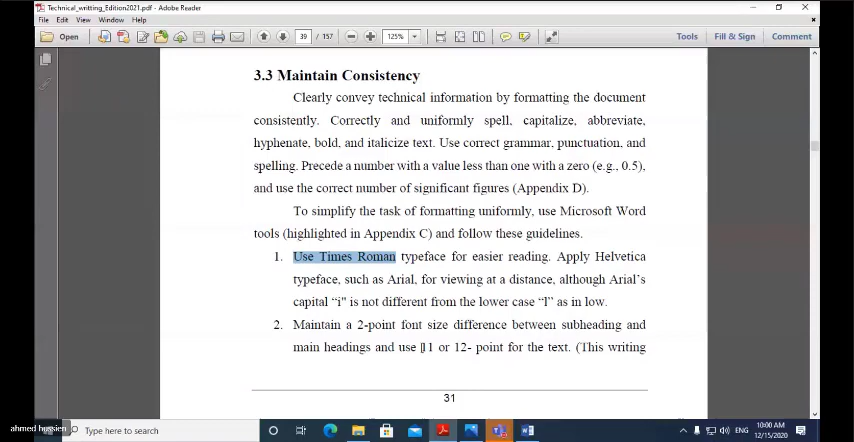 Technical_writting_Edition2021.pdf - Adobe Reader
File Edit View Window Help
Open 39 / 157 125% Tools Fill & Sign Comment
3.3 Maintain Consistency
Clearly convey technical information by formatting the document
consistently. Correctly and uniformly spell, capitalize, abbreviate,
hyphenate, bold, and italicize text. Use correct grammar, punctuation, and
spelling. Precede a number with a value less than one with a zero (e.g., 0.5),
and use the correct number of significant figures (Appendix D).
To simplify the task of formatting uniformly, use Microsoft Word
tools (highlighted in Appendix C) and follow these guidelines.
1. Use Times Roman typeface for easier reading. Apply Helvetica
typeface, such as Arial, for viewing at a distance, although Arial's
capital “i” is not different from the lower case “l” as in low.
2. Maintain a 2-point font size difference between subheading and
main headings and use 11 or 12- point for the text. (This writing
31
ahmed hussien
Type here to search
ENG
10:00 AM
12/15/2020